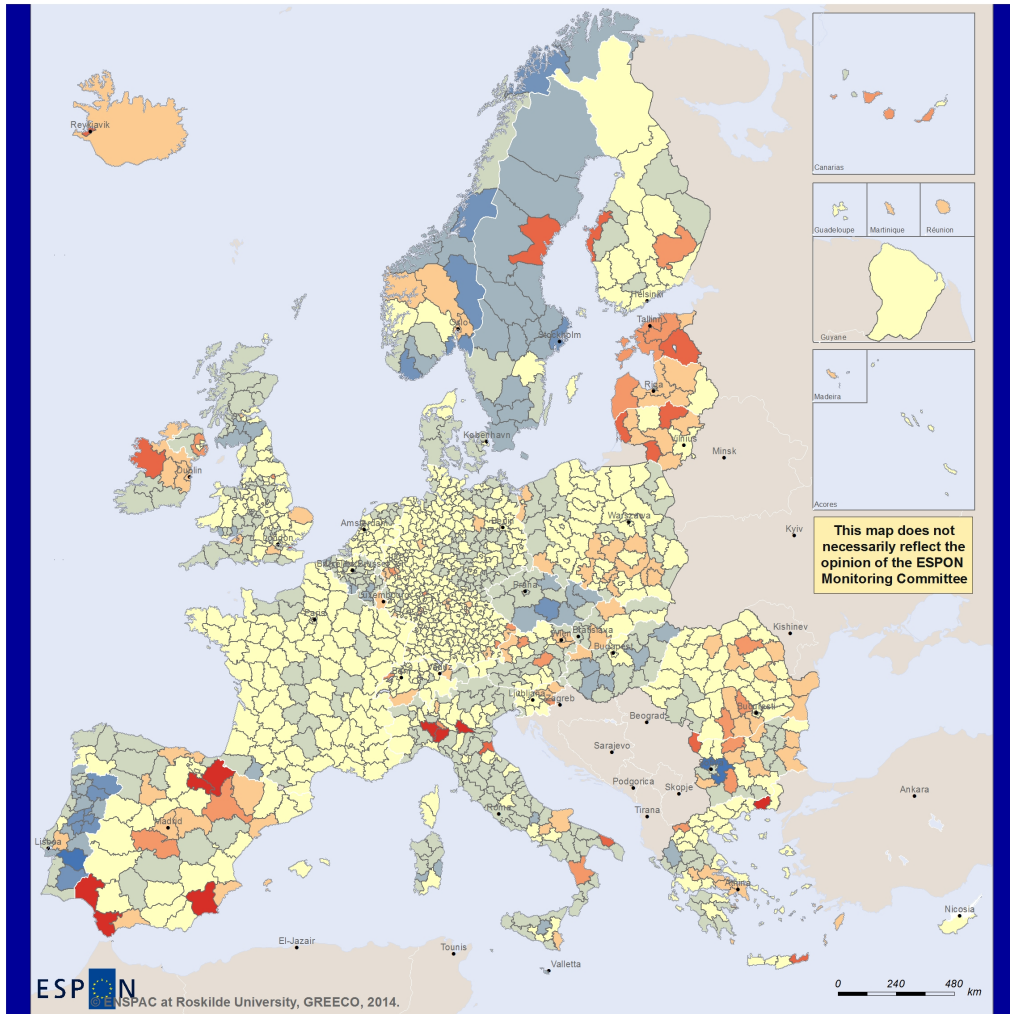 Reykjavik
Canarias
Guadeloupe
Martinique
Réunion
Guyane
Madeira
Acores
Helsinki
Tallinn
Oslo
Stockholm
Riga
Vilnius
København
Minsk
Dublin
London
Amsterdam
Berlin
Warszawa
Kyiv
This map does not
necessarily reflect the
opinion of the ESPON
Monitoring Committee
Luxembourg
Praha
Paris
Wien
Bratislava
Budapest
Kishinev
Bern
Vaduz
Ljubljana
Zagreb
Beograd
Bucuresti
Sarajevo
Podgorica
Skopje
Tirana
Ankara
Roma
Madrid
Lisboa
Athina
Nicosia
El-Jazair
Tounis
Valletta
ESPON
© ENSPAC at Roskilde University, GREECO, 2014.
0 240 480
km